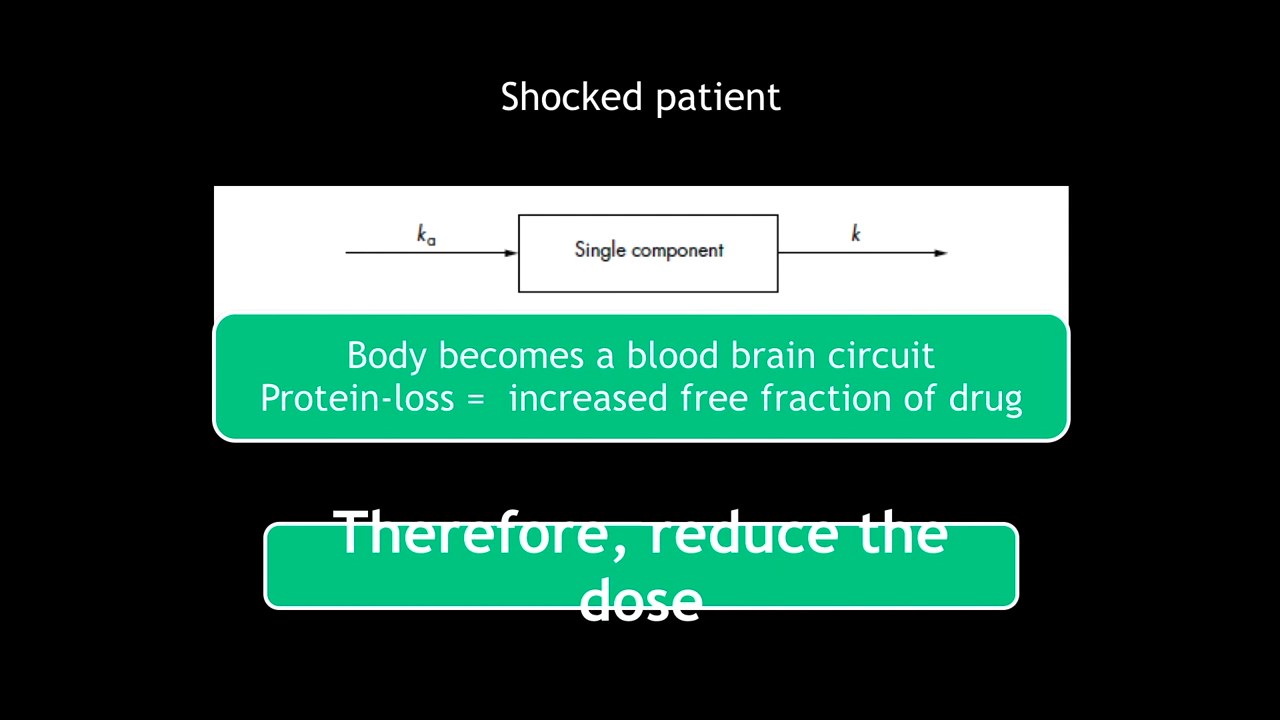 Shocked patient
ka
Single component
k
Body becomes a blood brain circuit
Protein-loss =  increased free fraction of drug
Therefore, reduce the
dose